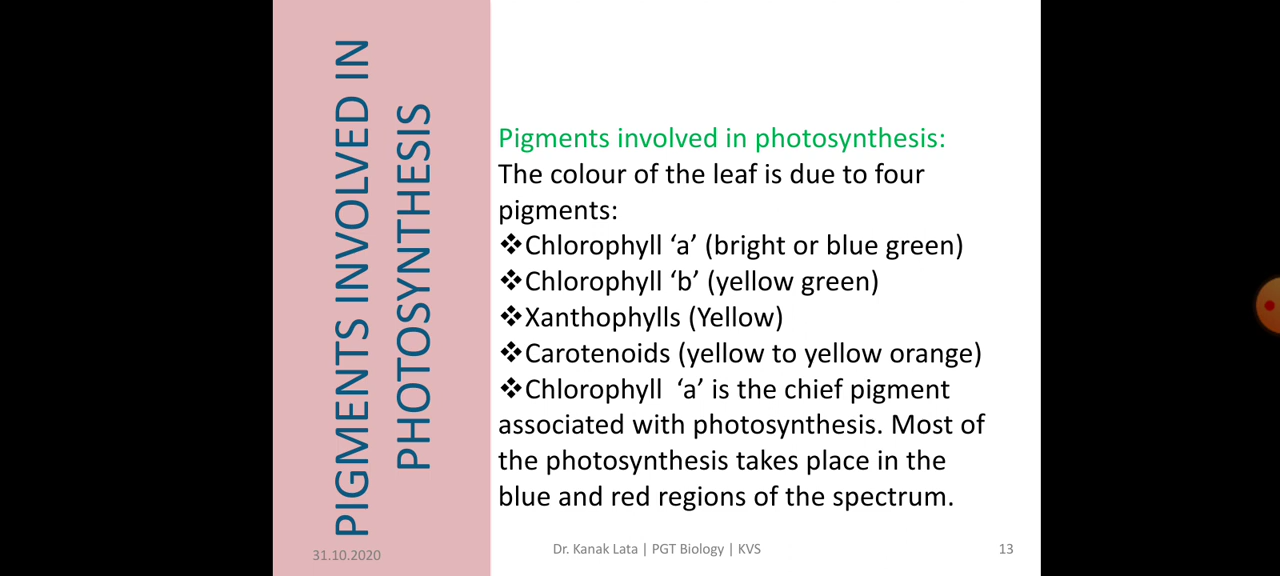 PIGMENTS INVOLVED IN
PHOTOSYNTHESIS
Pigments involved in photosynthesis:
The colour of the leaf is due to four
pigments:
❖Chlorophyll ‘a’ (bright or blue green)
❖Chlorophyll ‘b’ (yellow green)
❖Xanthophylls (Yellow)
❖Carotenoids (yellow to yellow orange)
❖Chlorophyll ‘a’ is the chief pigment
associated with photosynthesis. Most of
the photosynthesis takes place in the
blue and red regions of the spectrum.
31.10.2020
Dr. Kanak Lata | PGT Biology | KVS
13